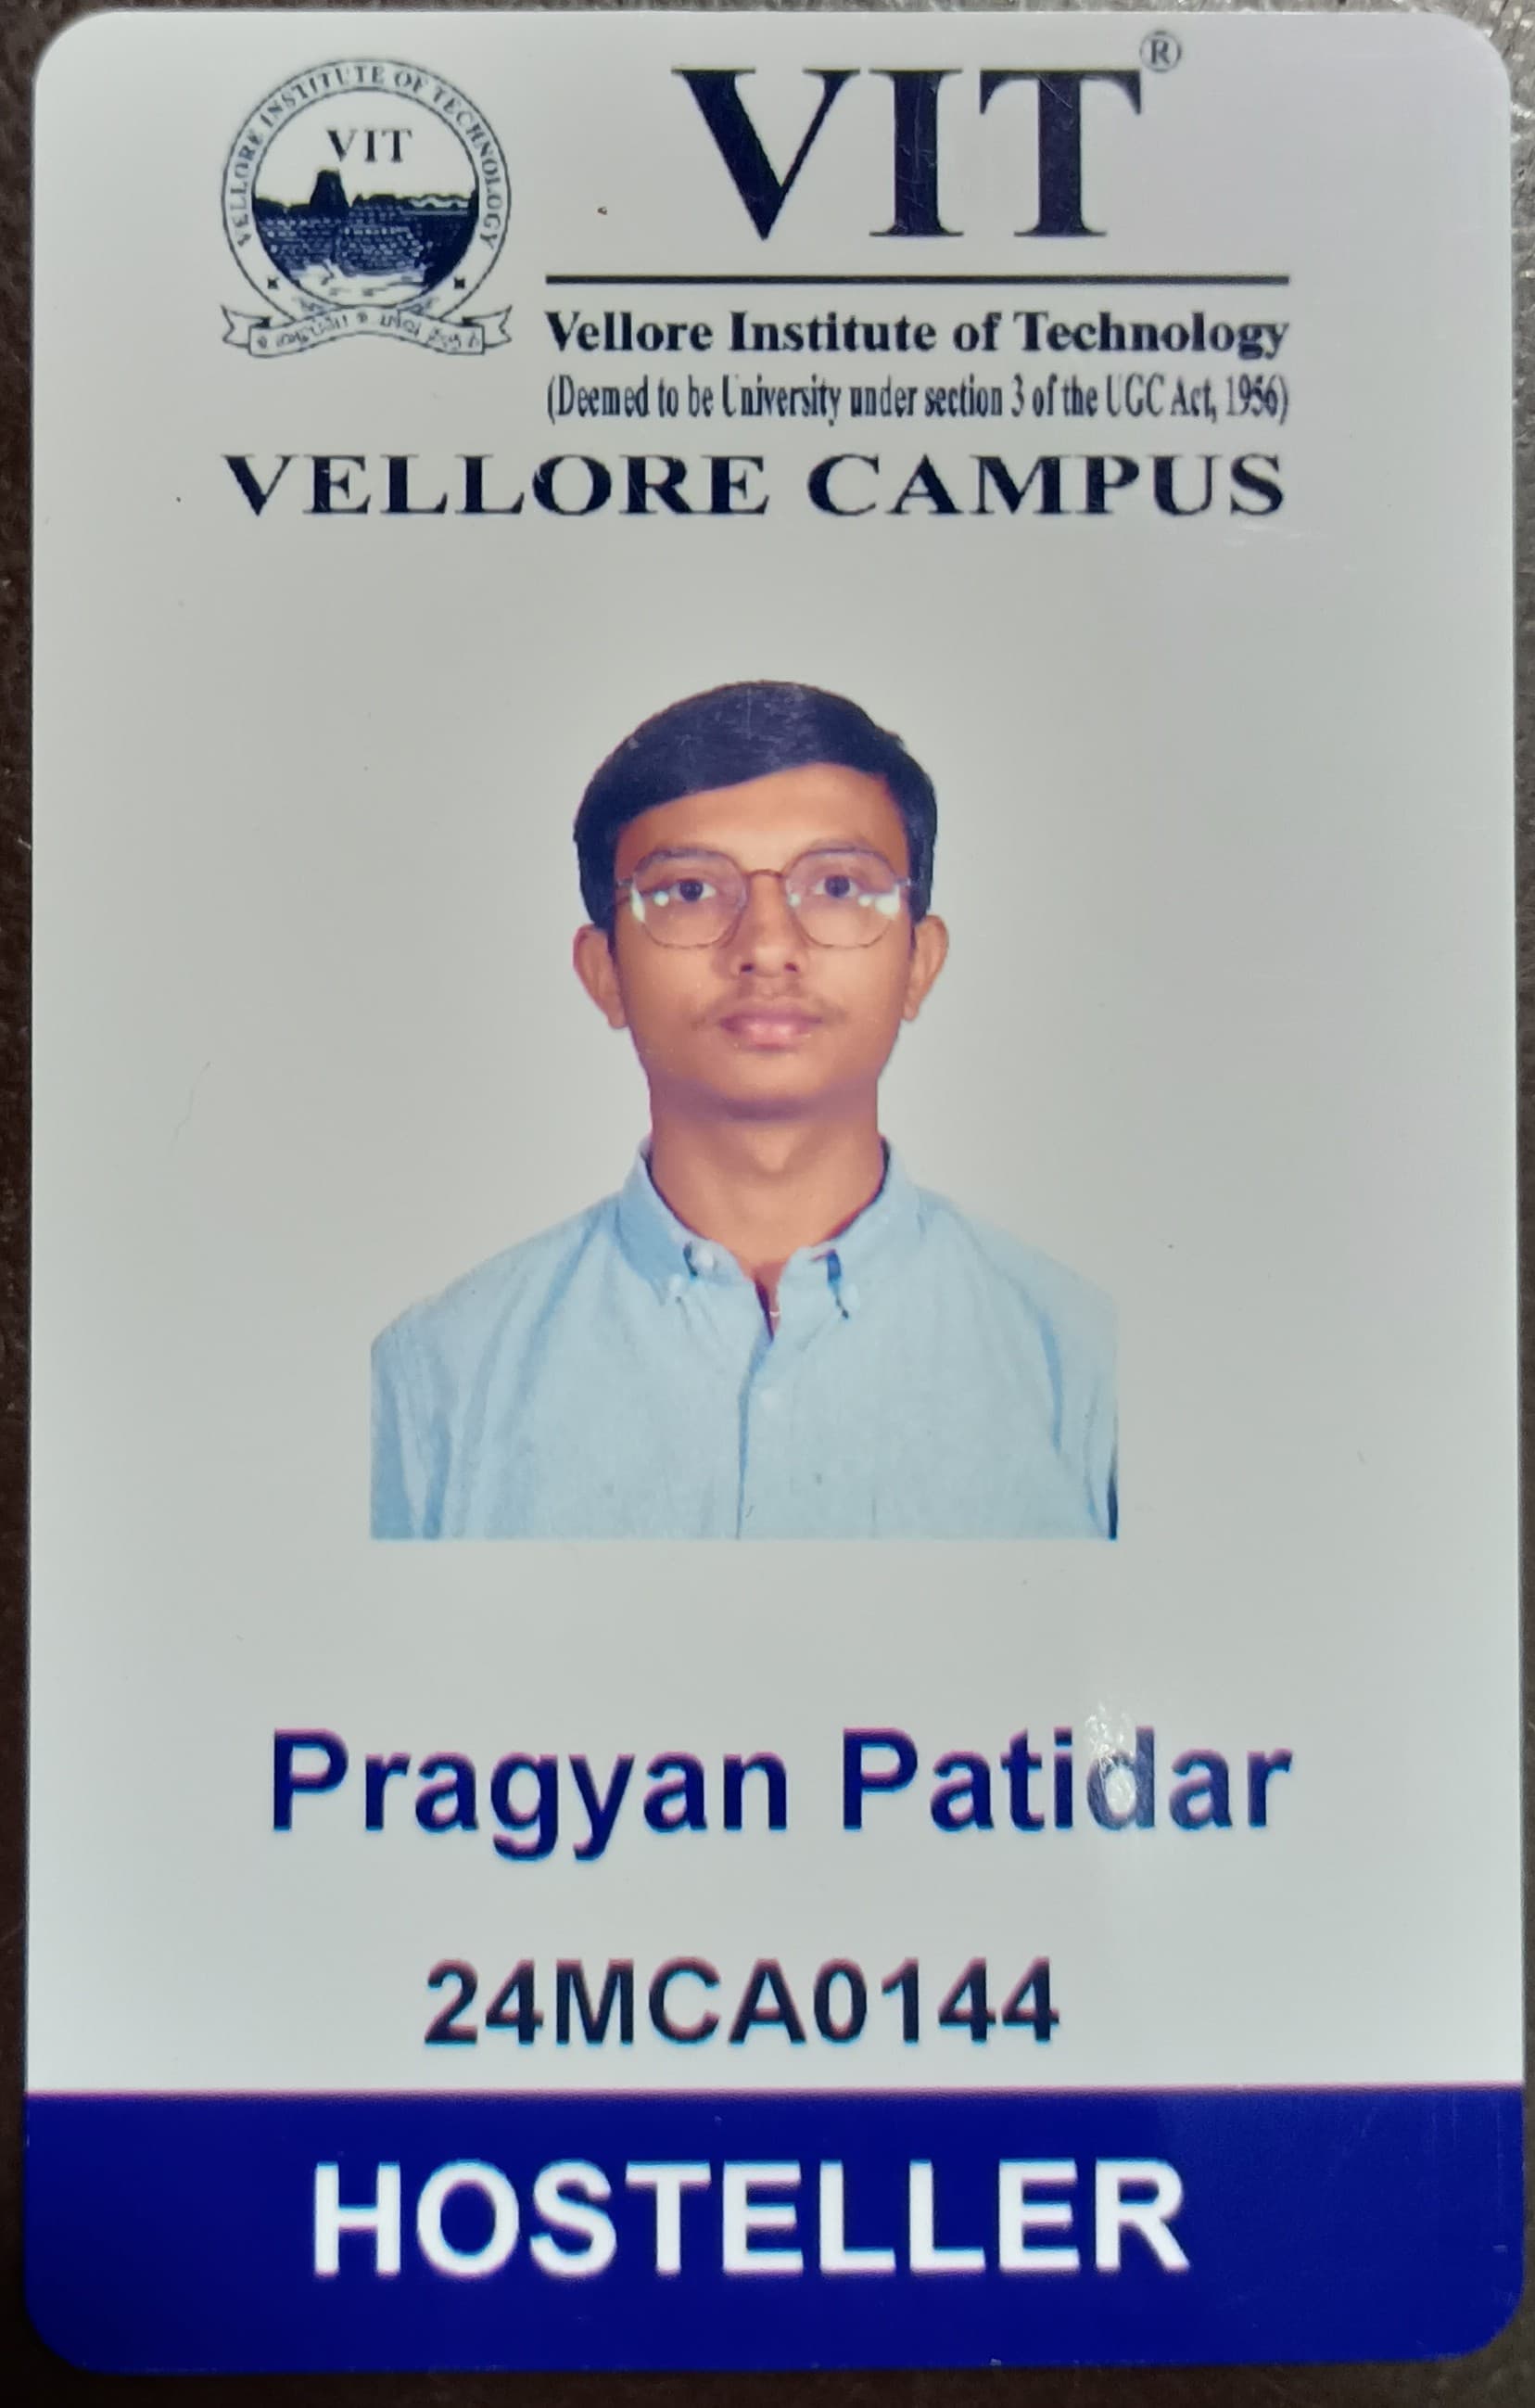 VELLORE INSTITUTE OF TECHNOLOGY
VIT
VIT®
Vellore Institute of Technology
(Deemed to be University under section 3 of the UGC Act, 1956)
VELLORE CAMPUS
Pragyan Patidar
24MCA0144
HOSTELLER